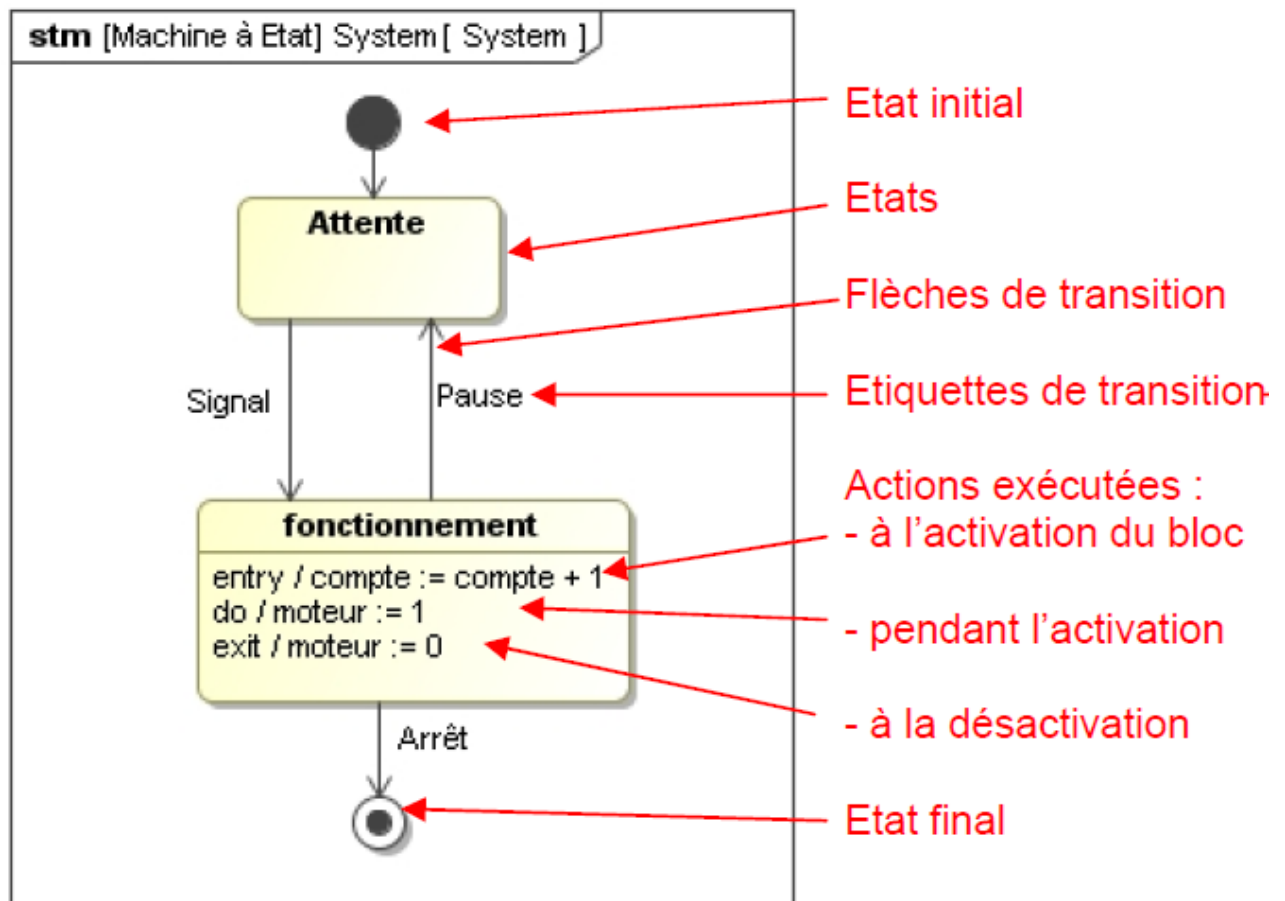 stm [Machine à Etat] System[ System ]
Etat initial
Attente
Etats
Flèches de transition
Signal
Pause
Etiquettes de transition-
Actions exécutées :
- à l'activation du bloc
fonctionnement
entry / compte := compte + 1
do / moteur := 1
exit / moteur := 0
- pendant l'activation
- à la désactivation
Arrêt
Etat final